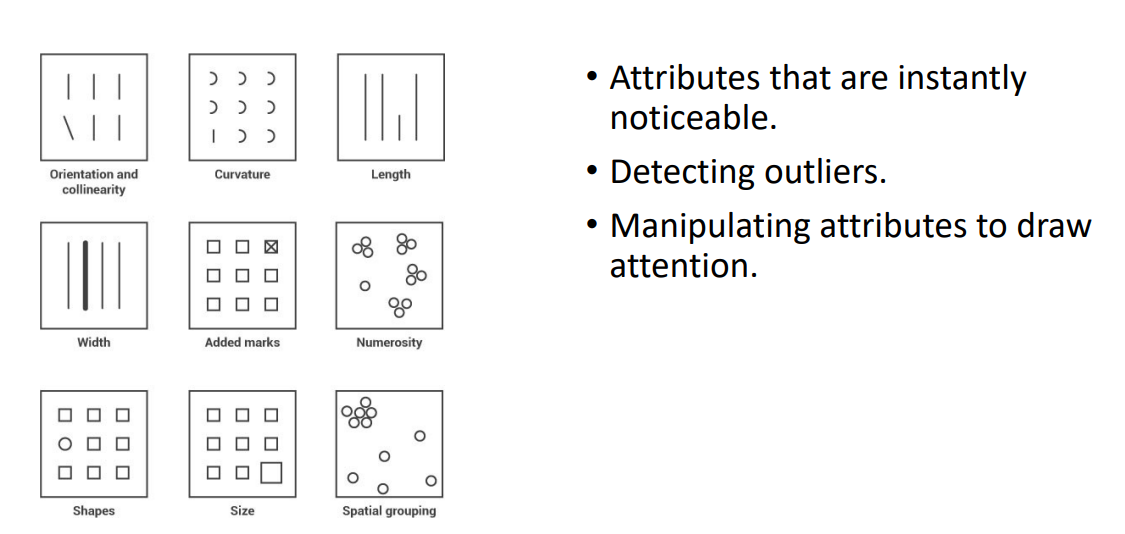 Orientation and
collinearity
Curvature
Length
Width
Added marks
Numerosity
Shapes
Size
Spatial grouping
• Attributes that are instantly
noticeable.
• Detecting outliers.
• Manipulating attributes to draw
attention.